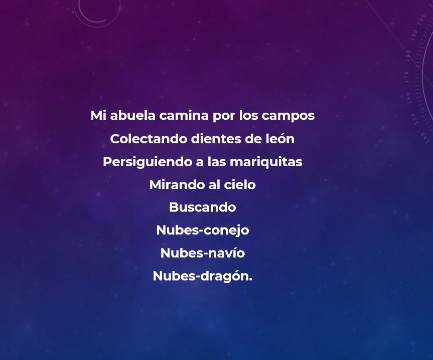 Mi abuela camina por los campos
Colectando dientes de león
Persiguiendo a las mariquitas
Mirando al cielo
Buscando
Nubes-conejo
Nubes-navío
Nubes-dragón.